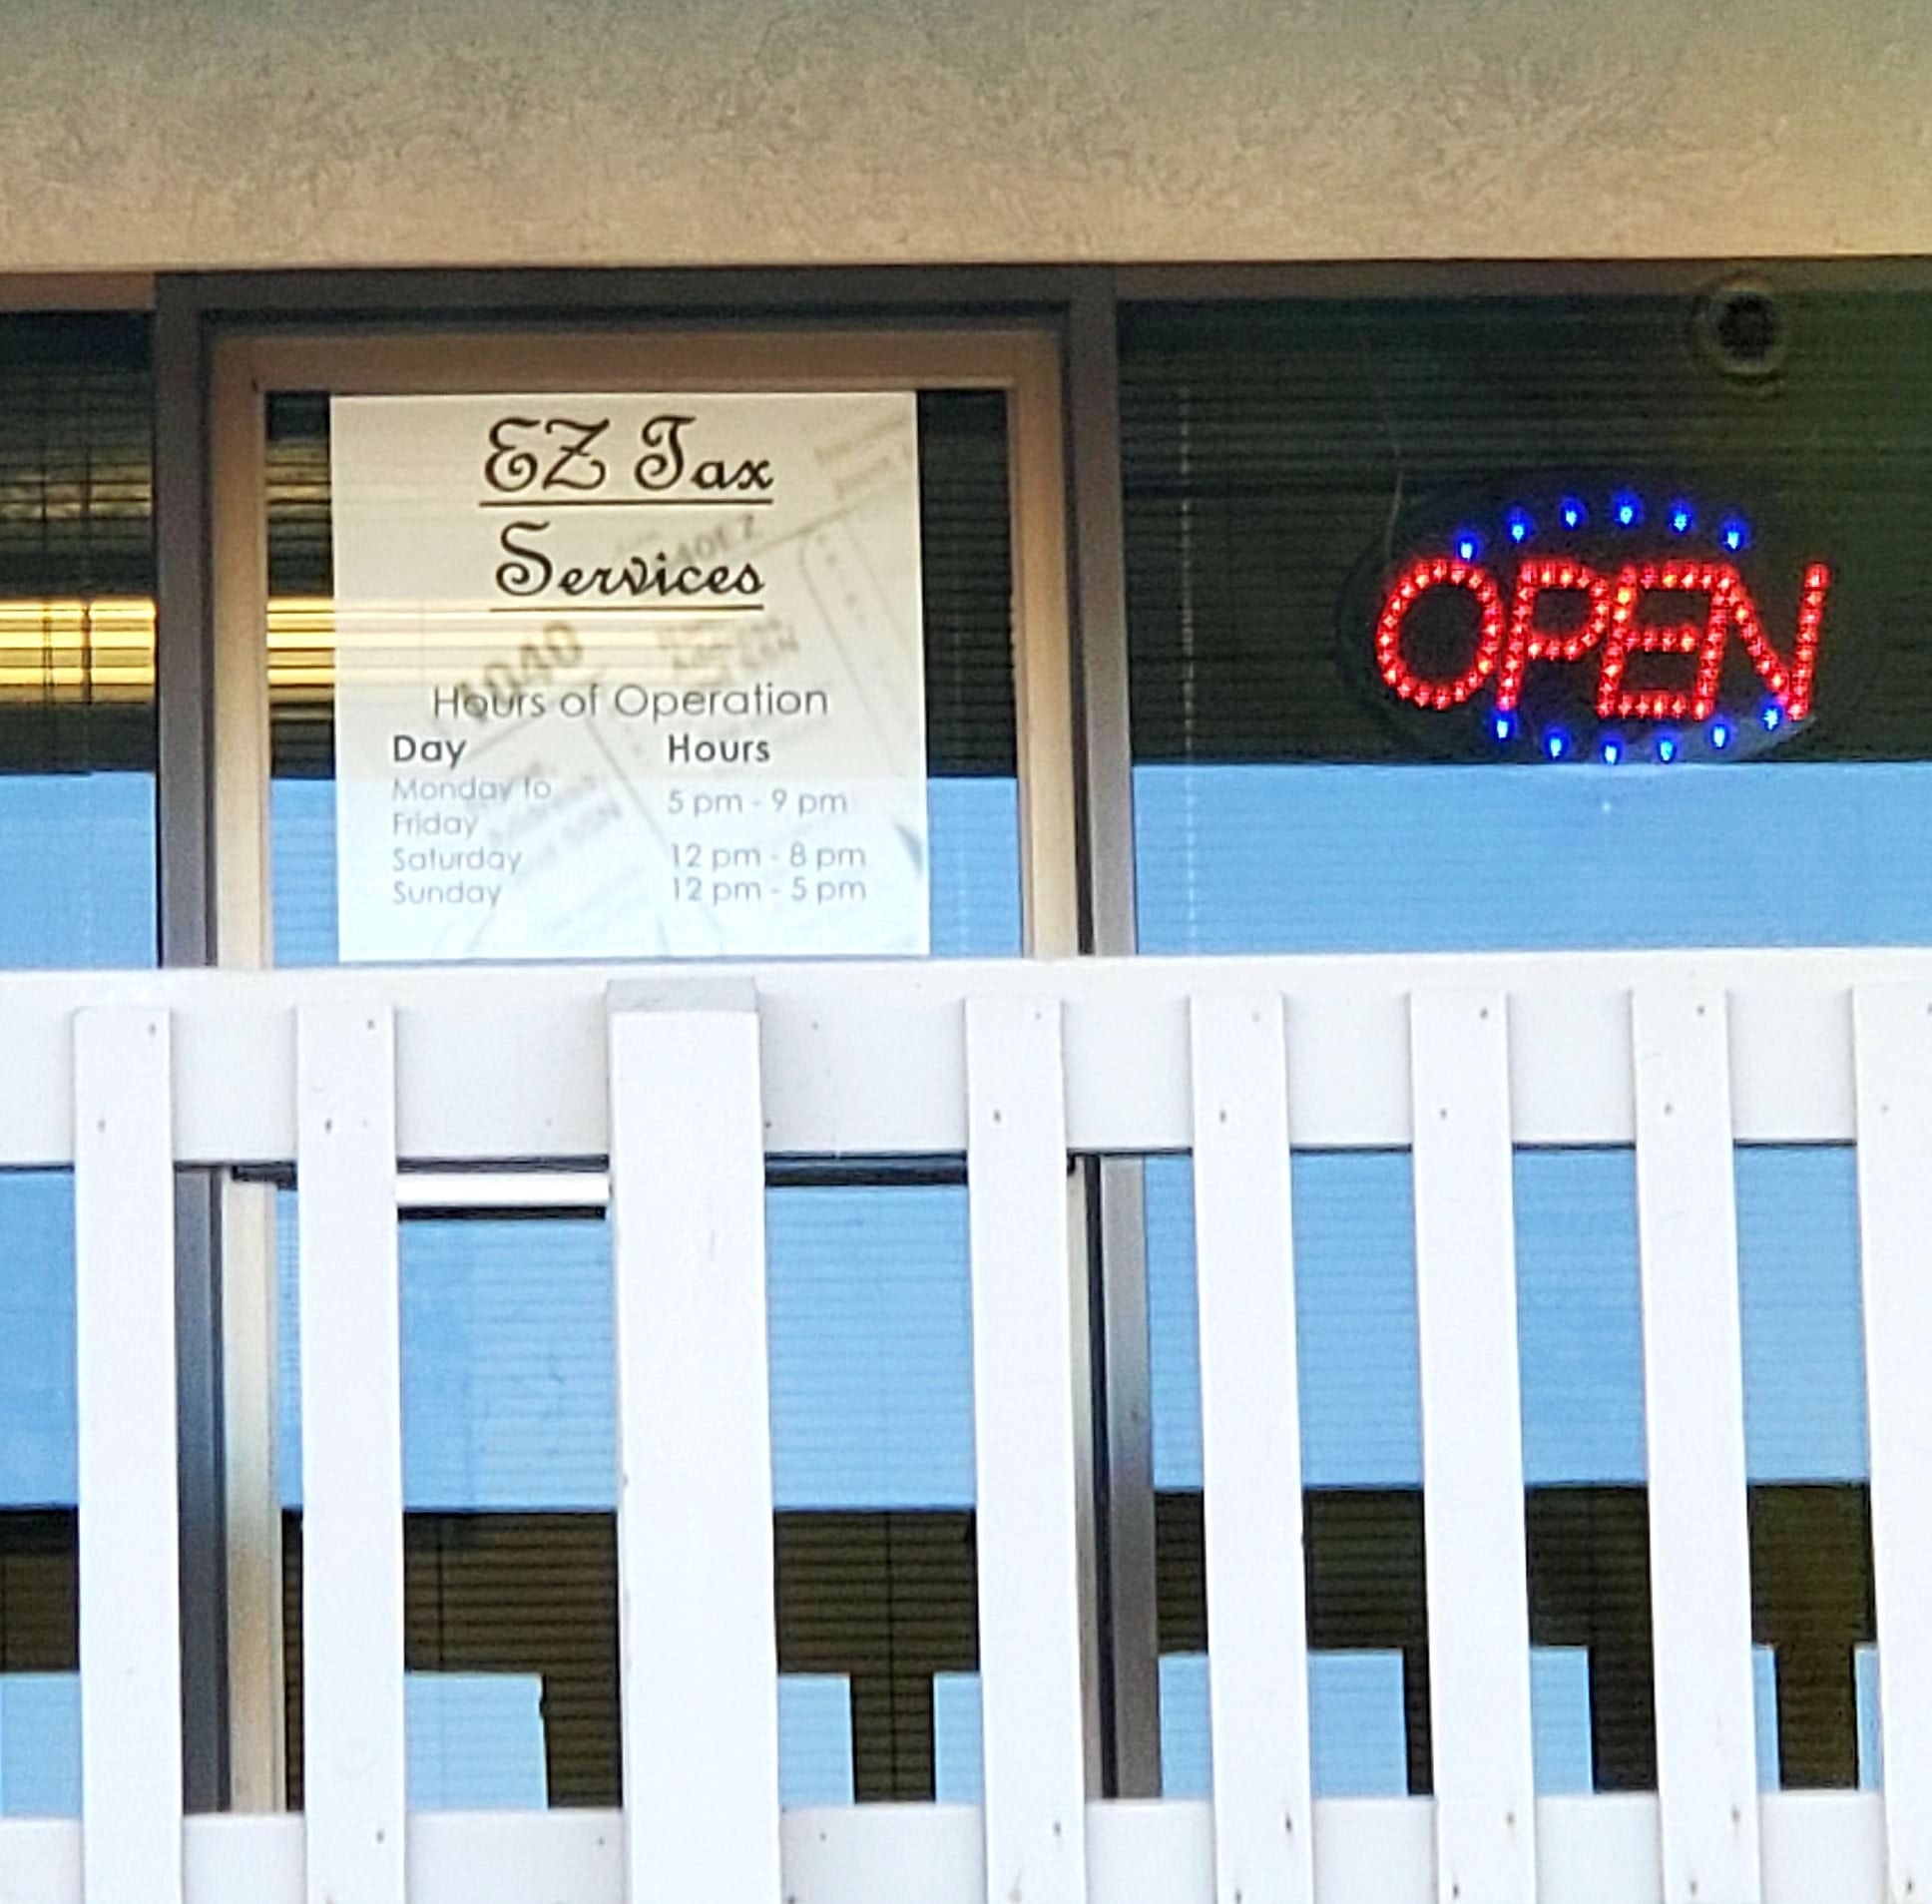 EZ Tax
Services
1040
Hours of Operation
Day Hours
Monday to
Friday
5 pm - 9 pm
Saturday 12 pm - 8 pm
Sunday 12 pm - 5 pm
OPEN